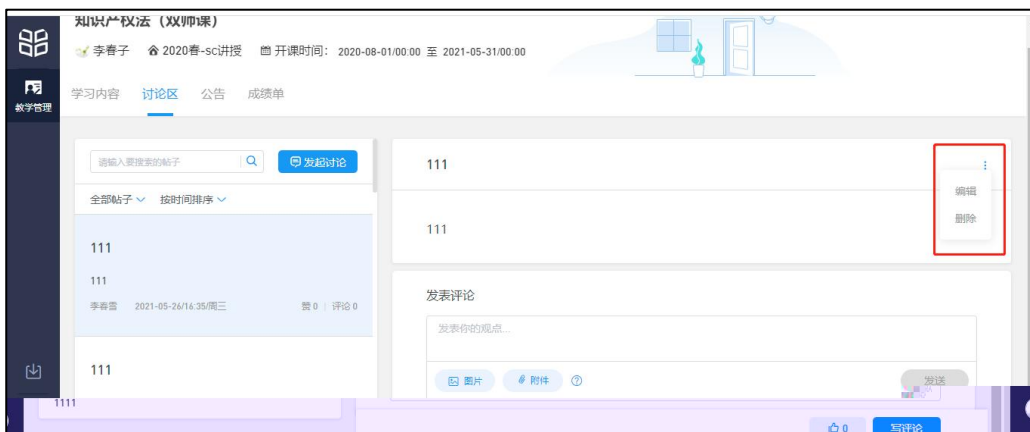 知识产权法（双师课）
李春子 2020春-sc讲授 开课时间： 2020-08-01/00:00 至 2021-05-31/00:00
教学管理
学习内容 讨论区 公告 成绩单
请输入要搜索的帖子 发起讨论
全部帖子 按时间排序
111
111
李春雷 2021-05-26/16:35/周三 赞 0 | 评论 0
111
111
编辑
删除
111
发表评论
发表你的观点...
图片 附件
发送
1111
0 写评论